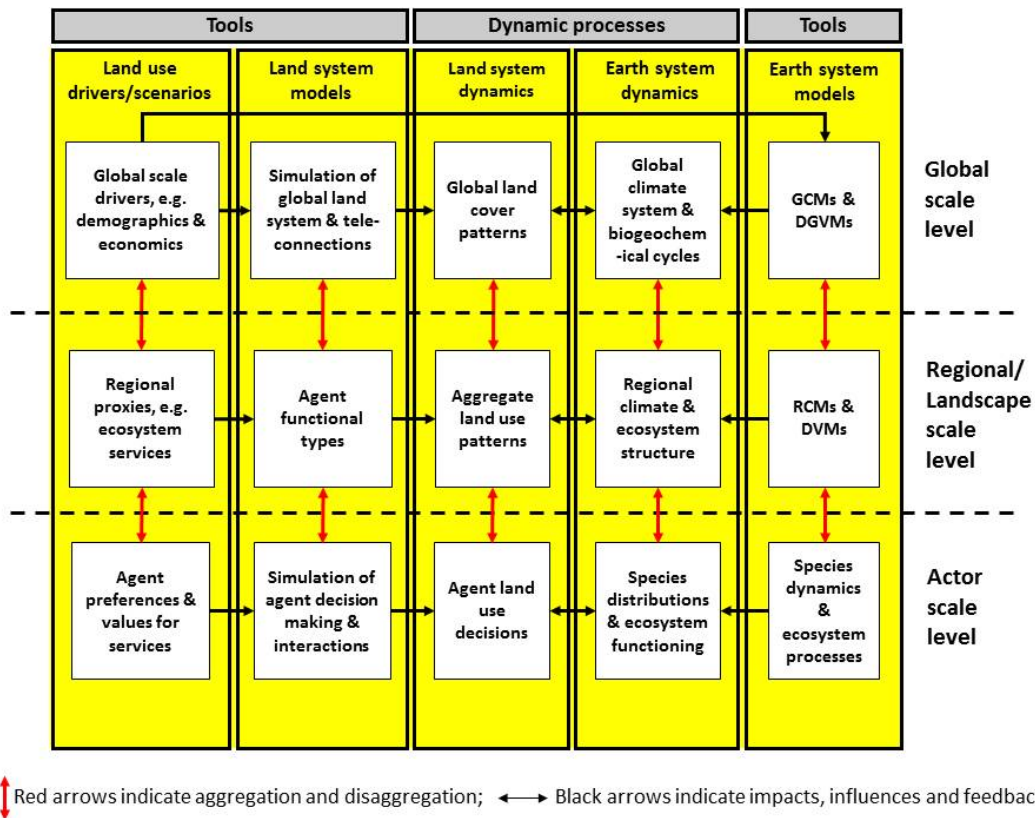 Tools
Dynamic processes
Tools
Land use
drivers/scenarios
Land system
models
Land system
dynamics
Earth system
dynamics
Earth system
models
Global scale
drivers, e.g.
demographics &
economics
Simulation of
global land
system & tele-
connections
Global land
cover
patterns
Global
climate
system &
biogeochem
-ical cycles
GCMs &
DGVMs
Global
scale
level
Regional
proxies, e.g.
ecosystem
services
Agent
functional
types
Aggregate
land use
patterns
Regional
climate &
ecosystem
structure
RCMs &
DVMs
Regional/
Landscape
scale
level
Agent
preferences &
values for
services
Simulation of
agent decision
making &
interactions
Agent land
use
decisions
Species
distributions
& ecosystem
functioning
Species
dynamics
&
ecosystem
processes
Actor
scale
level
Red arrows indicate aggregation and disaggregation; Black arrows indicate impacts, influences and feedbac